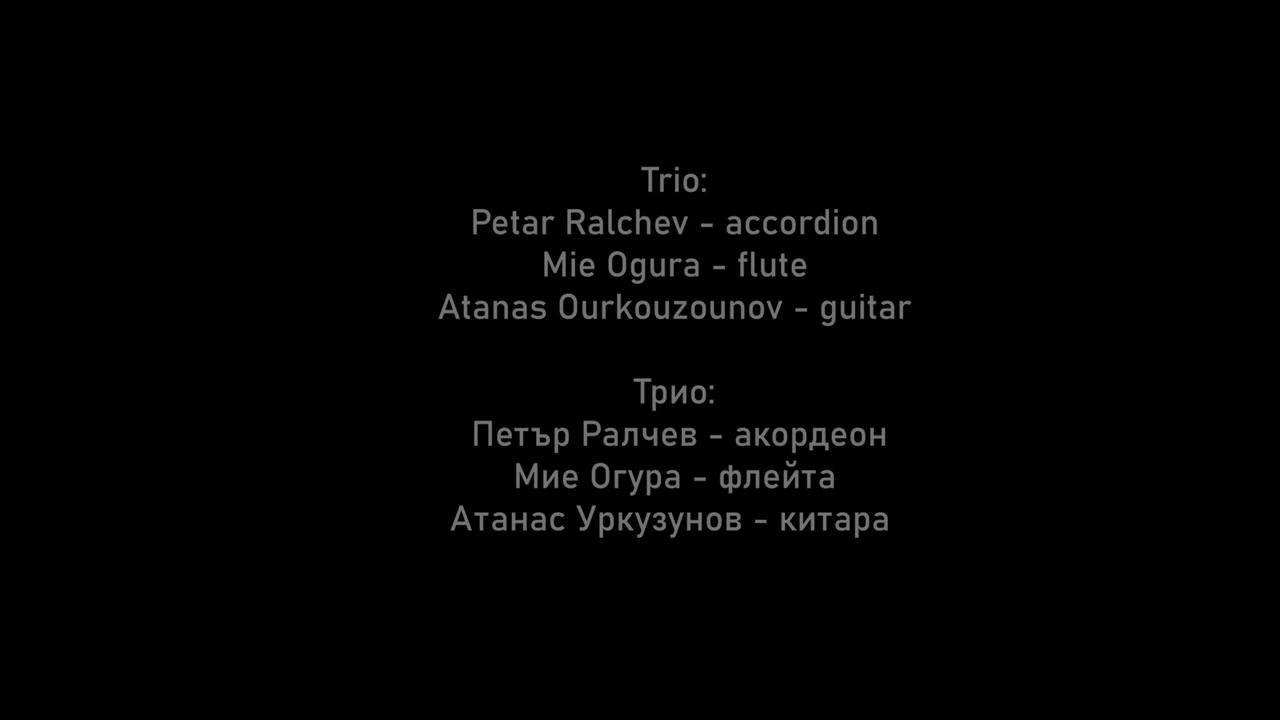 Trio:
Petar Ralchev - accordion
Mie Ogura - flute
Atanas Ourkouzounov - guitar
Трио:
Петър Ралчев - акордеон
Мие Огура - флейта
Атанас Уркузунов - китара